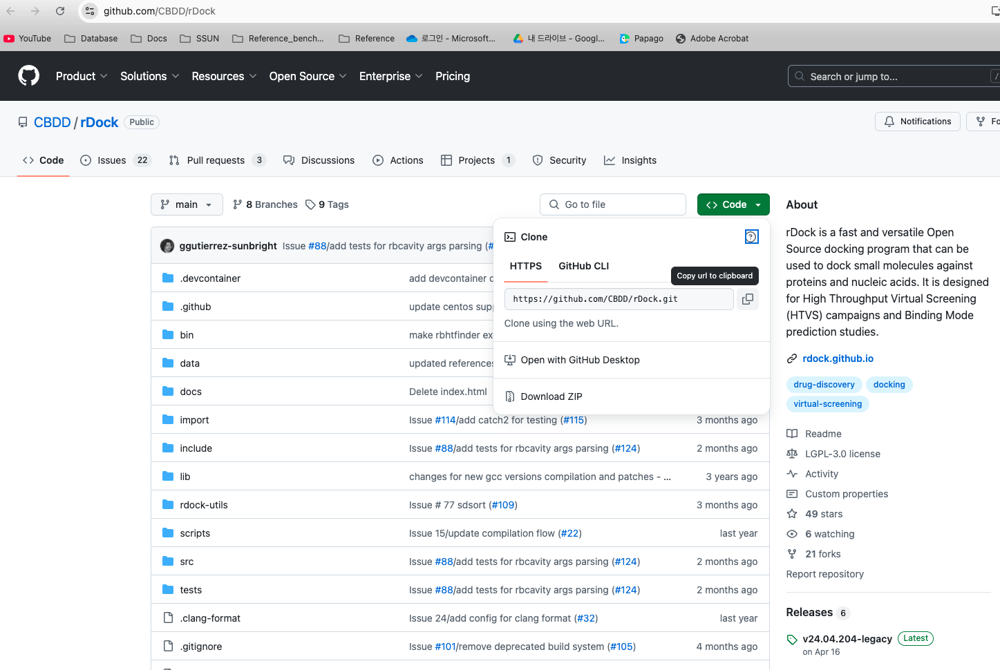 github.com/CBDD/rDock
YouTube Database Docs SSUN Reference_bench... Reference 로그인 - Microsoft... 내 드라이브 - Googl... Papago Adobe Acrobat
Product Solutions Resources Open Source Enterprise Pricing Search or jump to... /
CBDD / rDock Public Notifications Fo
Code Issues 22 Pull requests 3 Discussions Actions Projects 1 Security Insights
main 8 Branches 9 Tags Go to file Code
ggutierrez-sunbright Issue #88/add tests for rbcavity args parsing (#
.devcontainer add devcontainer c
.github update centos supp
bin make rbhtfinder ex
data updated references
docs Delete index.html
import Issue #114/add catch2 for testing (#115) 3 months ago
include Issue #88/add tests for rbcavity args parsing (#124) 2 months ago
lib changes for new gcc versions compilation and patches - ... 3 years ago
rdock-utils Issue # 77 sdsort (#109) 3 months ago
scripts Issue 15/update compilation flow (#22) last year
src Issue #88/add tests for rbcavity args parsing (#124) 2 months ago
tests Issue #88/add tests for rbcavity args parsing (#124) 2 months ago
.clang-format Issue 24/add config for clang format (#32) last year
.gitignore Issue #101/remove deprecated build system (#105) 4 months ago
Clone
HTTPS GitHub CLI
Copy url to clipboard
https://github.com/CBDD/rDock.git
Clone using the web URL.
Open with GitHub Desktop
Download ZIP
About
rDock is a fast and versatile Open
Source docking program that can be
used to dock small molecules against
proteins and nucleic acids. It is designed
for High Throughput Virtual Screening
(HTVS) campaigns and Binding Mode
prediction studies.
rdock.github.io
drug-discovery docking
virtual-screening
Readme
LGPL-3.0 license
Activity
Custom properties
49 stars
6 watching
21 forks
Report repository
Releases 6
v24.04.204-legacy Latest
on Apr 16